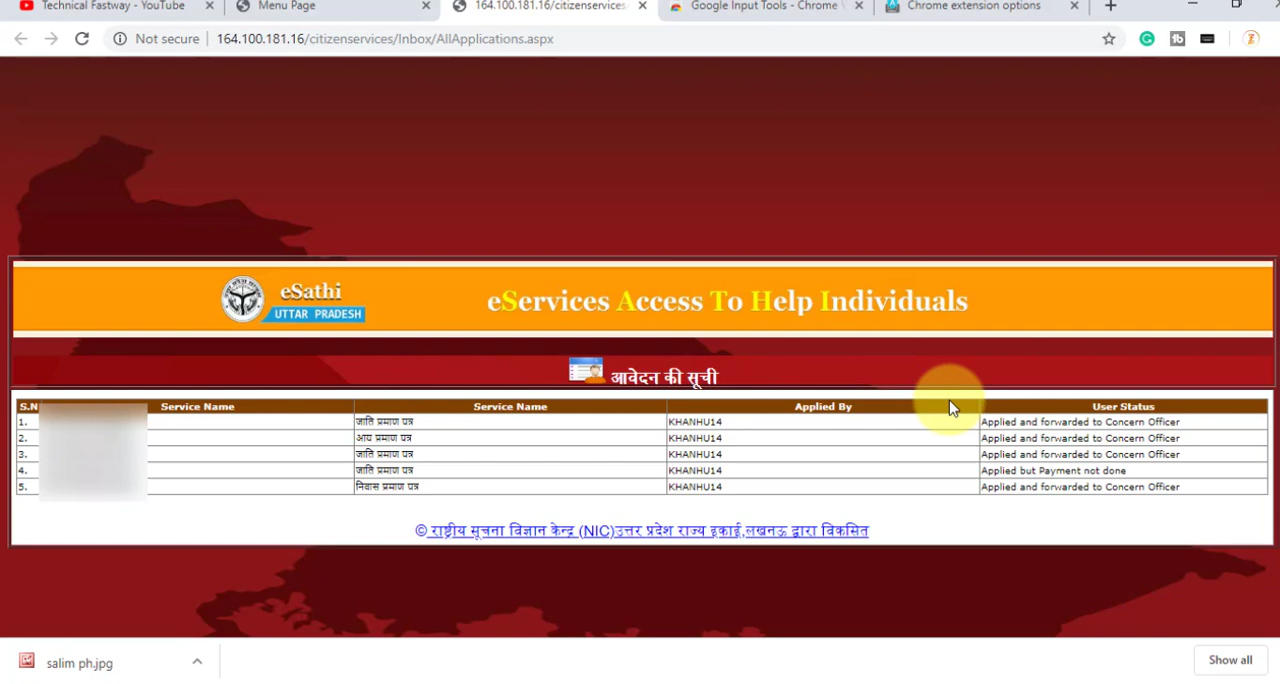 Technical Fastway - YouTube × Menu Page × 164.100.181.16/citizenservices × Google Input Tools - Chrome × Chrome extension options ×
Not secure | 164.100.181.16/citizenservices/Inbox/AllApplications.aspx
eSathi
UTTAR PRADESH
eServices Access To Help Individuals
आवेदन की सूची
S.N Service Name Service Name Applied By User Status
1. जाति प्रमाण पत्र KHANHU14 Applied and forwarded to Concern Officer
2. आय प्रमाण पत्र KHANHU14 Applied and forwarded to Concern Officer
3. जाति प्रमाण पत्र KHANHU14 Applied and forwarded to Concern Officer
4. जाति प्रमाण पत्र KHANHU14 Applied but Payment not done
5. निवास प्रमाण पत्र KHANHU14 Applied and forwarded to Concern Officer
© राष्ट्रीय सूचना विज्ञान केन्द्र (NIC)उत्तर प्रदेश राज्य इकाई,लखनऊ द्वारा विकसित
salim ph.jpg
Show all